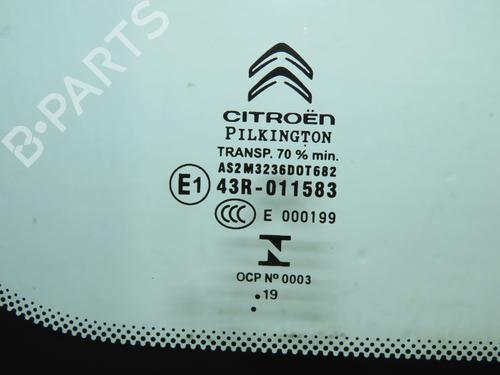 B-PARTS
CITROËN
PILKINGTON
TRANSP. 70 % min.
AS2M3236DOT682
E1 43R-011583
CCC E 000199
N
OCP Nº 0003
. 19
.